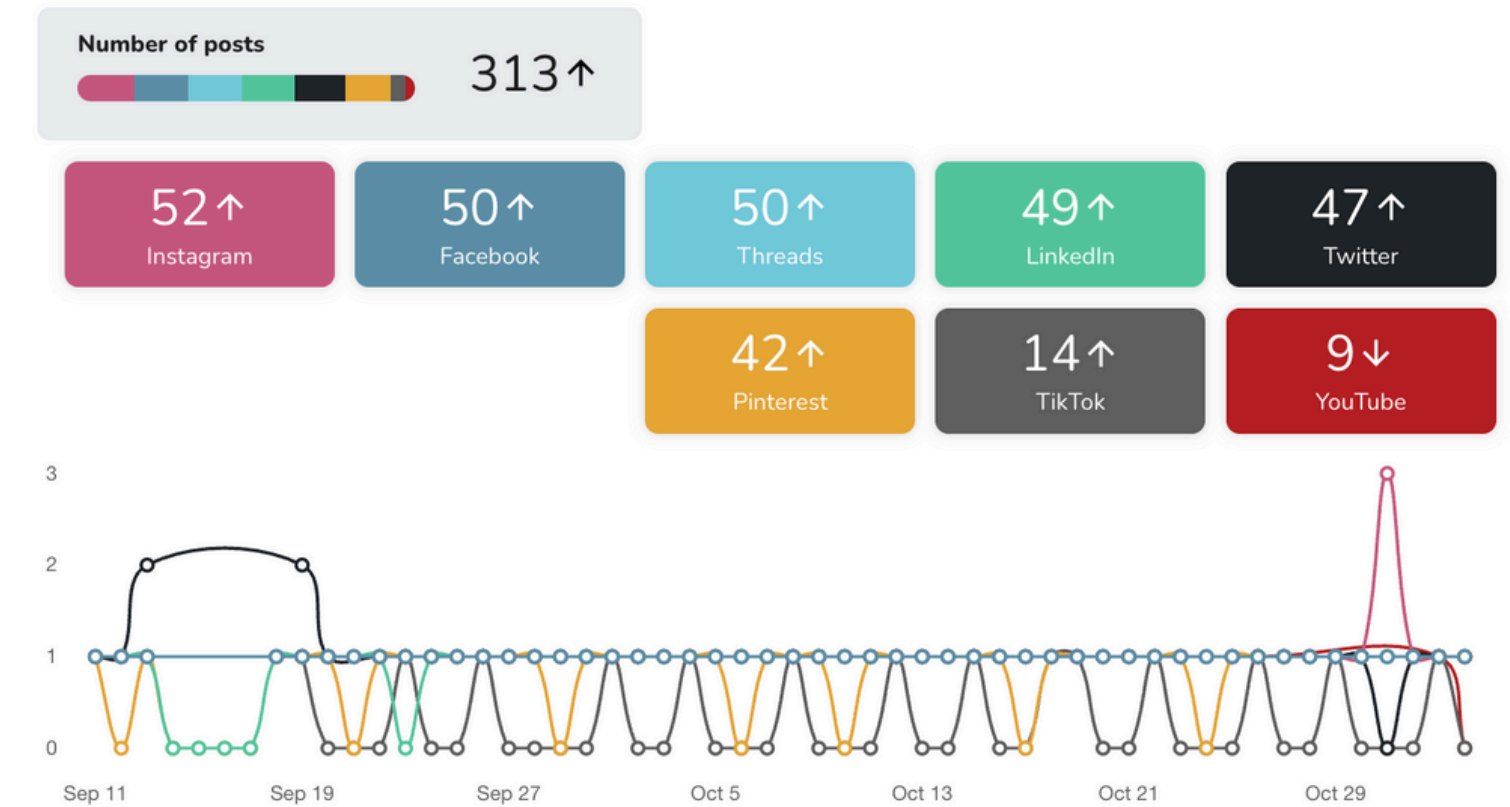 Number of posts
313↑
52↑ 50↑ 50↑ 49↑ 47↑
Instagram Facebook Threads LinkedIn Twitter
42↑ 14↑ 9↓
Pinterest TikTok YouTube
3
2
1
0
Sep 11 Sep 19 Sep 27 Oct 5 Oct 13 Oct 21 Oct 29